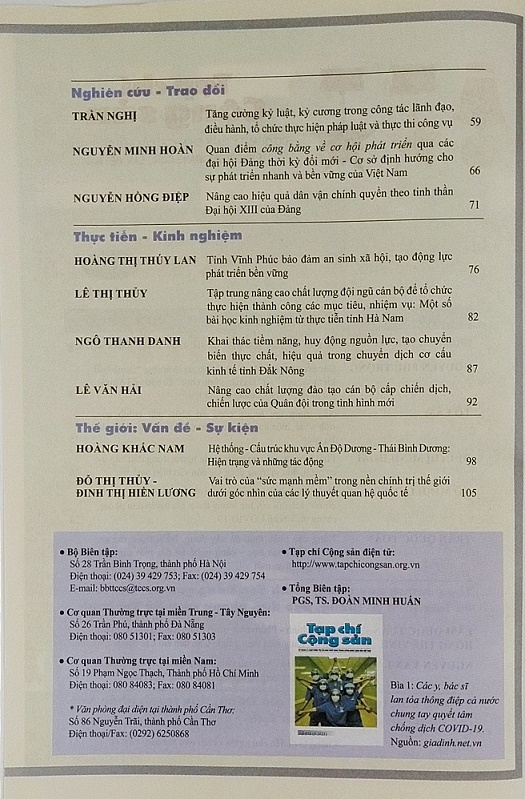 Nghiên cứu - Trao đổi
TRẦN NGHỊ
Tăng cường kỷ luật, kỷ cương trong công tác lãnh đạo,
điều hành, tổ chức thực hiện pháp luật và thực thi công vụ 59
NGUYỄN MINH HOÀN
Quan điểm công bằng về cơ hội phát triển qua các
đại hội Đảng thời kỳ đổi mới - Cơ sở định hướng cho
sự phát triển nhanh và bền vững của Việt Nam 66
NGUYỄN HỒNG ĐIỆP
Nâng cao hiệu quả dân vận chính quyền theo tinh thần
Đại hội XIII của Đảng 71
Thực tiễn - Kinh nghiệm
HOÀNG THỊ THÚY LAN
Tỉnh Vĩnh Phúc bảo đảm an sinh xã hội, tạo động lực
phát triển bền vững 76
LÊ THỊ THỦY
Tập trung nâng cao chất lượng đội ngũ cán bộ để tổ chức
thực hiện thành công các mục tiêu, nhiệm vụ: Một số
bài học kinh nghiệm từ thực tiễn tỉnh Hà Nam 82
NGÔ THANH DANH
Khai thác tiềm năng, huy động nguồn lực, tạo chuyển
biến thực chất, hiệu quả trong chuyển dịch cơ cấu
kinh tế tỉnh Đắk Nông 87
LÊ VĂN HẢI
Nâng cao chất lượng đào tạo cán bộ cấp chiến dịch,
chiến lược của Quân đội trong tình hình mới 92
Thế giới: Vấn đề - Sự kiện
HOÀNG KHẮC NAM
Hệ thống - Cấu trúc khu vực Ấn Độ Dương - Thái Bình Dương:
Hiện trạng và những tác động 98
ĐỖ THỊ THỦY -
ĐINH THỊ HIỀN LƯƠNG
Vai trò của “sức mạnh mềm” trong nền chính trị thế giới
dưới góc nhìn của các lý thuyết quan hệ quốc tế 105
● Bộ Biên tập:
Số 28 Trần Bình Trọng, thành phố Hà Nội
Điện thoại: (024) 39 429 753; Fax: (024) 39 429 754
E-mail: bbttccs@tccs.org.vn
● Cơ quan Thường trực tại miền Trung - Tây Nguyên:
Số 26 Trần Phú, thành phố Đà Nẵng
Điện thoại: 080 51301; Fax: 080 51303
● Cơ quan Thường trực tại miền Nam:
Số 19 Phạm Ngọc Thạch, Thành phố Hồ Chí Minh
Điện thoại: 080 84083; Fax: 080 84081
* Văn phòng đại diện tại thành phố Cần Thơ:
Số 86 Nguyễn Trãi, thành phố Cần Thơ
Điện thoại/Fax: (0292) 6250868
● Tạp chí Cộng sản điện tử:
http://www.tapchicongsan.org.vn
● Tổng Biên tập:
PGS, TS. ĐOÀN MINH HUẤN
Tạp chí
Cộng sản
Bìa 1: Các y, bác sĩ
lan tỏa thông điệp cả nước
chung tay quyết tâm
chống dịch COVID-19.
Nguồn: giadinh.net.vn